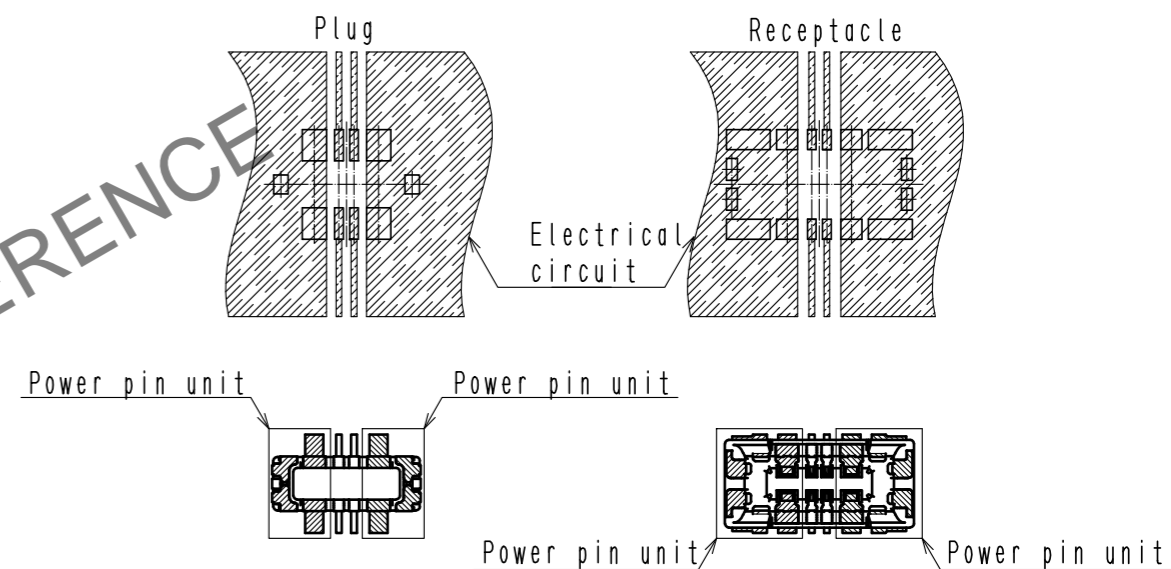 Plug
Receptacle
ERENCE
Electrical
circuit
Power pin unit
Power pin unit
Power pin unit
Power pin unit